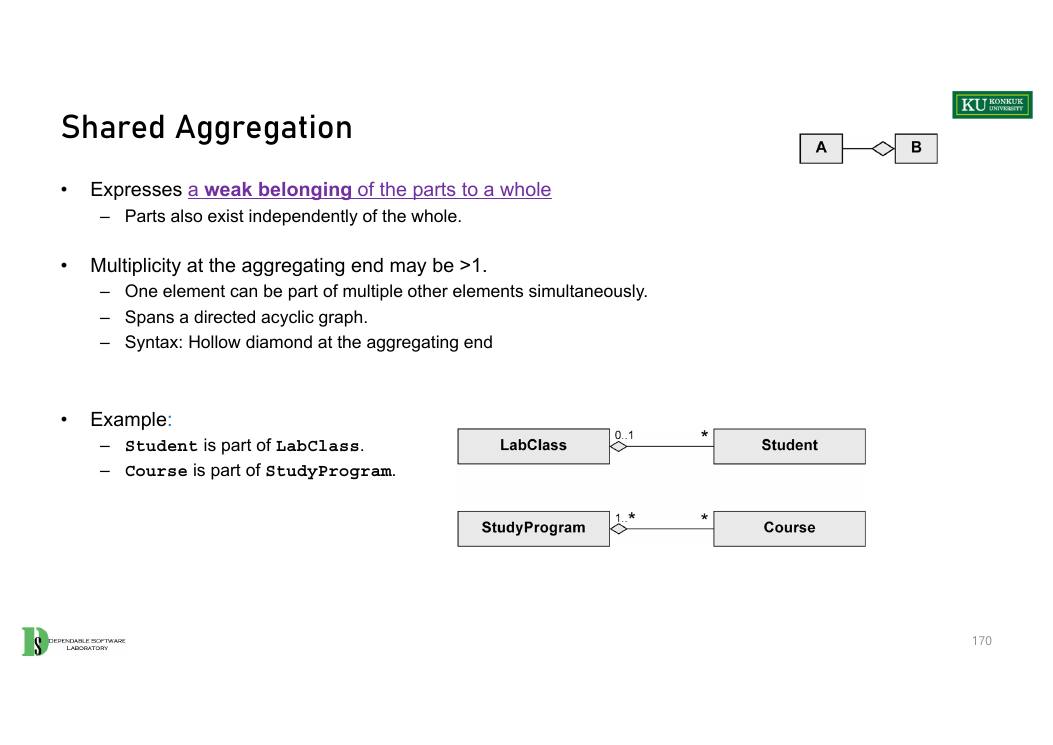 KU KONKUK
UNIVERSITY
Shared Aggregation
A
B
• Expresses a weak belonging of the parts to a whole
– Parts also exist independently of the whole.
• Multiplicity at the aggregating end may be >1.
– One element can be part of multiple other elements simultaneously.
– Spans a directed acyclic graph.
– Syntax: Hollow diamond at the aggregating end
• Example:
– Student is part of LabClass.
– Course is part of StudyProgram.
LabClass 0..1 * Student
StudyProgram 1..* * Course
DS DEPENDABLE SOFTWARE
LABORATORY
170